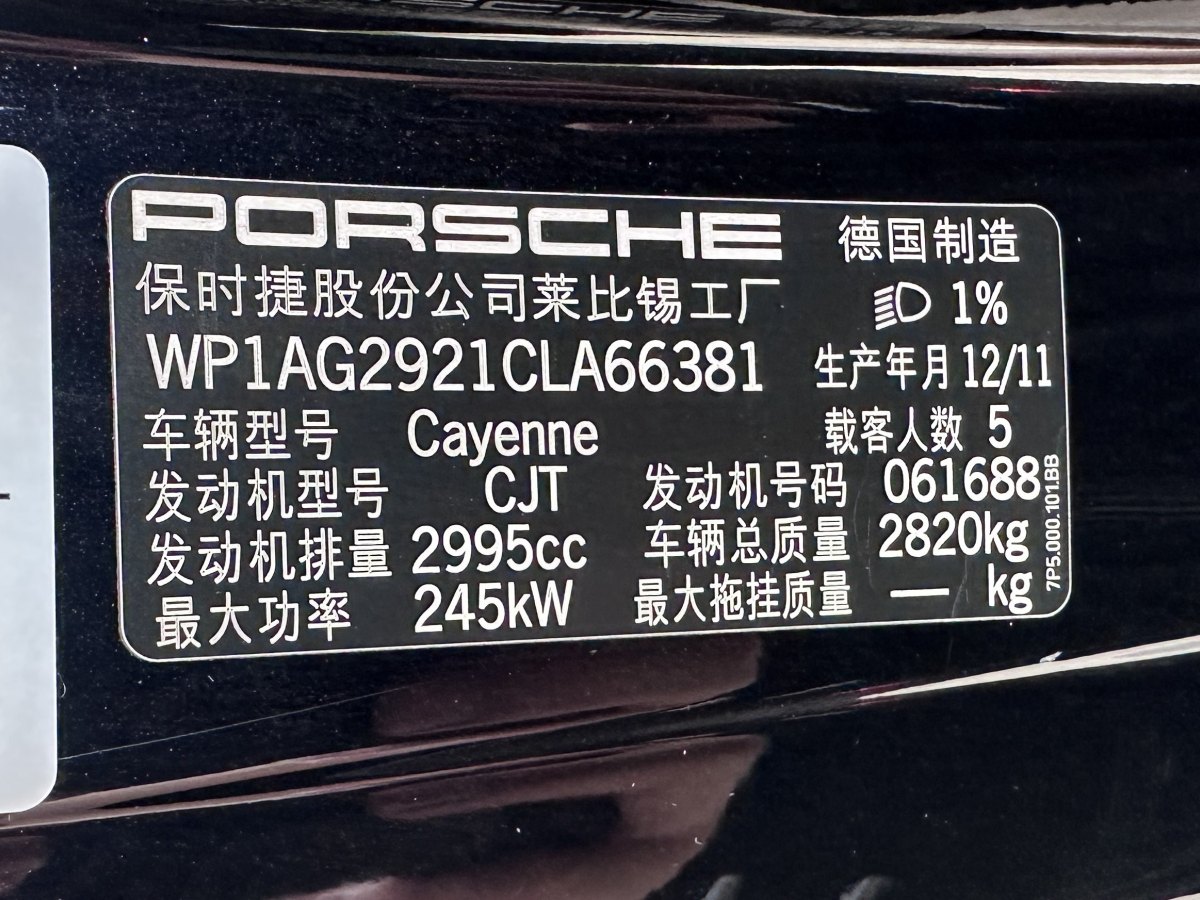 PORSCHE 德国制造
保时捷股份公司莱比锡工厂 1%
WP1AG2921CLA66381 生产年月 12/11
车辆型号 Cayenne 载客人数 5
发动机型号 CJT 发动机号码 061688
发动机排量 2995cc 车辆总质量 2820kg
最大功率 245kW 最大拖挂质量 — kg
7P5.000.101.BB